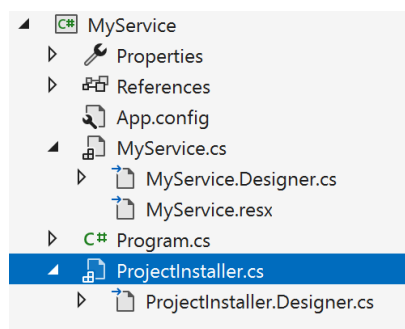 C# MyService
Properties
References
App.config
MyService.cs
MyService.Designer.cs
MyService.resx
C# Program.cs
ProjectInstaller.cs
ProjectInstaller.Designer.cs